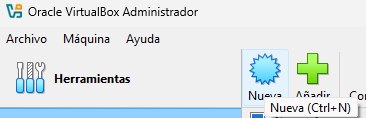 Oracle VirtualBox Administrador
Archivo Máquina Ayuda
Herramientas
Nueva Añadir
Nueva (Ctrl+N)